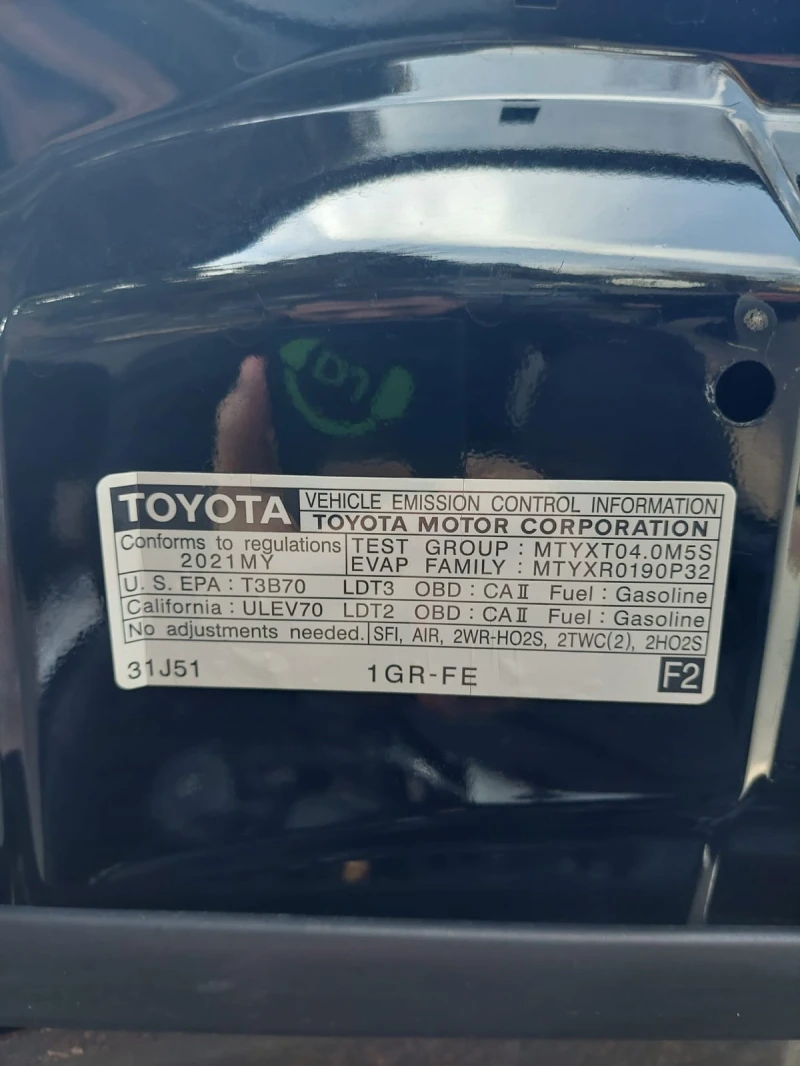 TOYOTA VEHICLE EMISSION CONTROL INFORMATION
TOYOTA MOTOR CORPORATION
Conforms to regulations
2021MY
TEST GROUP : MTYXT04.0M5S
EVAP FAMILY : MTYXR0190P32
U. S. EPA : T3B70 LDT3 OBD : CAⅡ Fuel : Gasoline
California : ULEV70 LDT2 OBD : CAⅡ Fuel : Gasoline
No adjustments needed. SFI, AIR, 2WR-HO2S, 2TWC(2), 2HO2S
31J51 1GR-FE F2